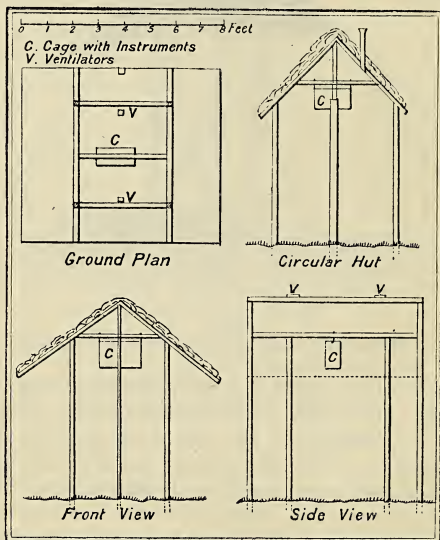 0 1 2 3 4 5 6 7 8 Feet
C. Cage with Instruments
V. Ventilators
V
C
V
Ground Plan
C
Circular Hut
C
Front View
V V
C
Side View